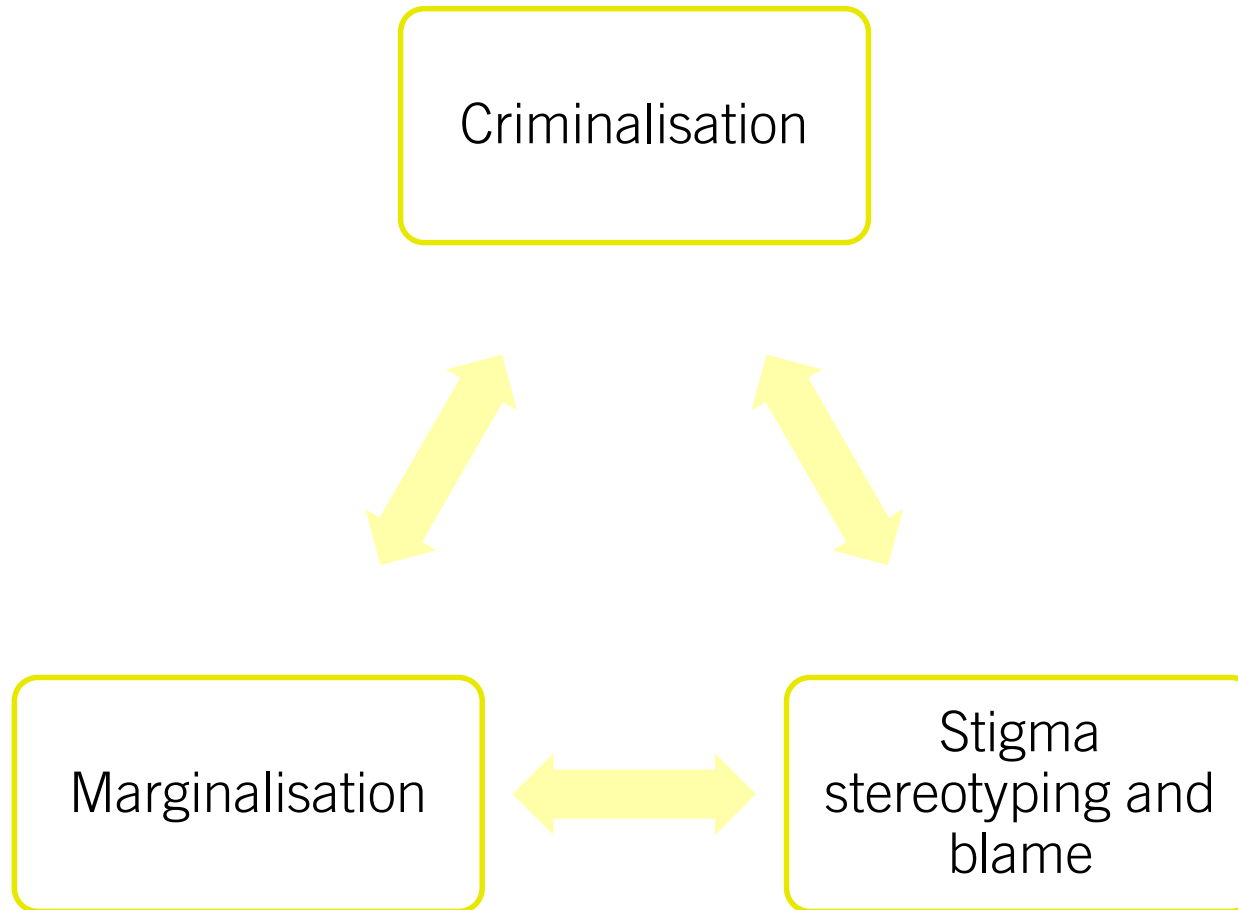 Criminalisation
Marginalisation
Stigma
stereotyping and
blame